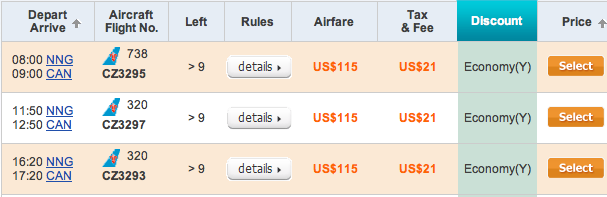 Depart Arrive Aircraft Flight No. Left Rules Airfare Tax & Fee Discount Price
08:00 NNG 738 > 9 details US$115 US$21 Economy(Y) Select
09:00 CAN CZ3295
11:50 NNG 320 > 9 details US$115 US$21 Economy(Y) Select
12:50 CAN CZ3297
16:20 NNG 320 > 9 details US$115 US$21 Economy(Y) Select
17:20 CAN CZ3293